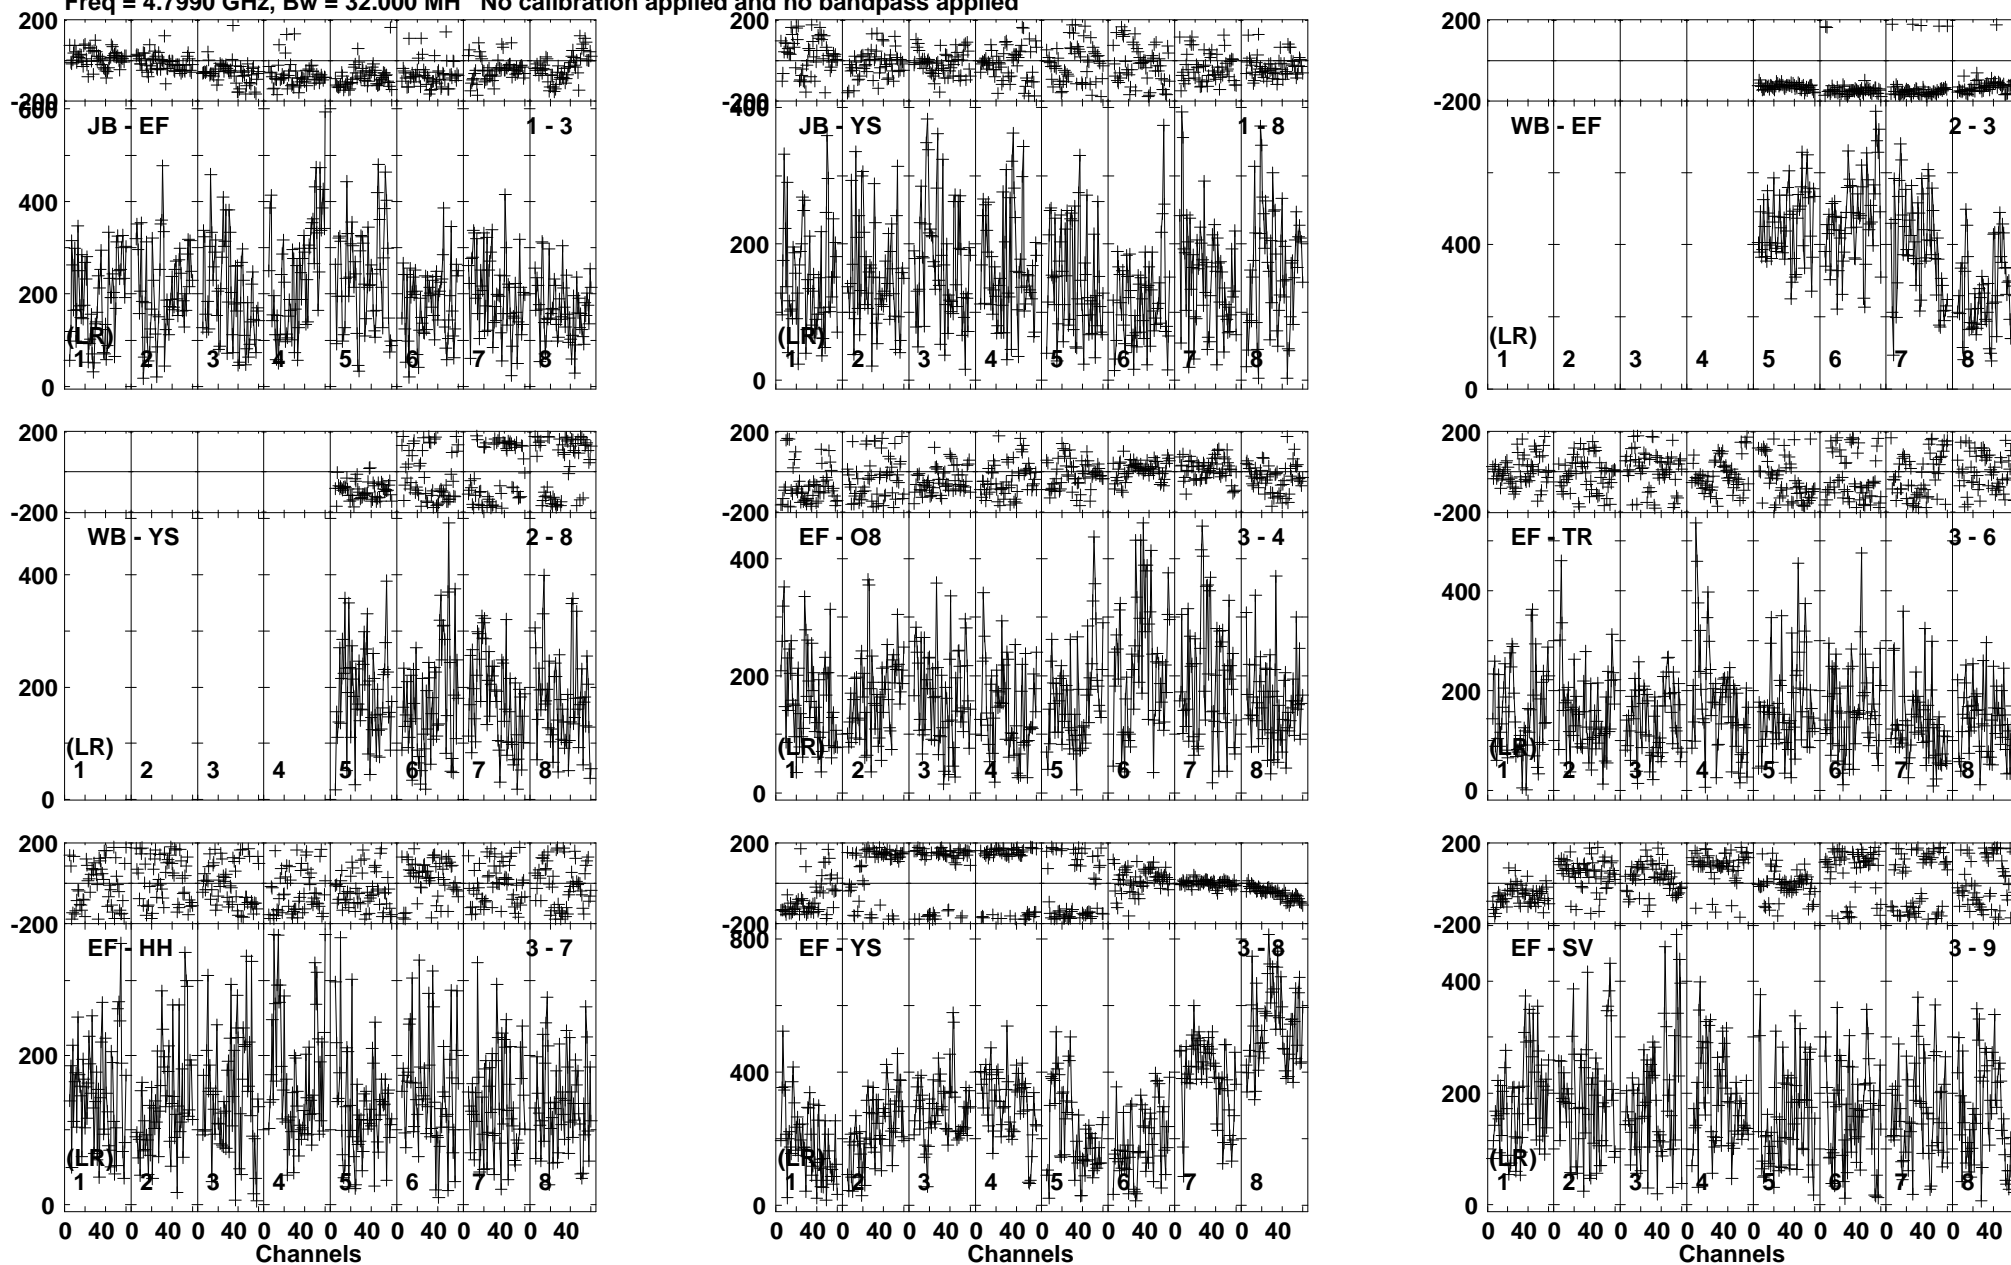 Freq = 4.7990 GHz, Bw = 32.000 MH No calibration applied and no bandpass applied
200
-200
600
400
200
0
JB - EF
1 - 3
(LR)
1 2 3 4 5 6 7 8
200
-200
400
200
0
JB - YS
1 - 8
(LR)
1 2 3 4 5 6 7 8
200
-200
400
0
WB - EF
2 - 3
(LR)
1 2 3 4 5 6 7 8
200
-200
400
200
0
WB - YS
2 - 8
(LR)
1 2 3 4 5 6 7 8
200
-200
400
200
0
EF - O8
3 - 4
(LR)
1 2 3 4 5 6 7 8
200
-200
400
200
0
EF - TR
3 - 6
(LR)
1 2 3 4 5 6 7 8
200
-200
200
0
EF - HH
3 - 7
(LR)
1 2 3 4 5 6 7 8
0 40 0 40 0 40 0 40 0 40 0 40 0 40 0 40
Channels
200
-200
800
400
0
EF - YS
3 - 8
(LR)
1 2 3 4 5 6 7 8
0 40 0 40 0 40 0 40 0 40 0 40 0 40 0 40
Channels
200
-200
400
200
0
EF - SV
3 - 9
(LR)
1 2 3 4 5 6 7 8
0 40 0 40 0 40 0 40 0 40 0 40 0 40 0 40
Channels